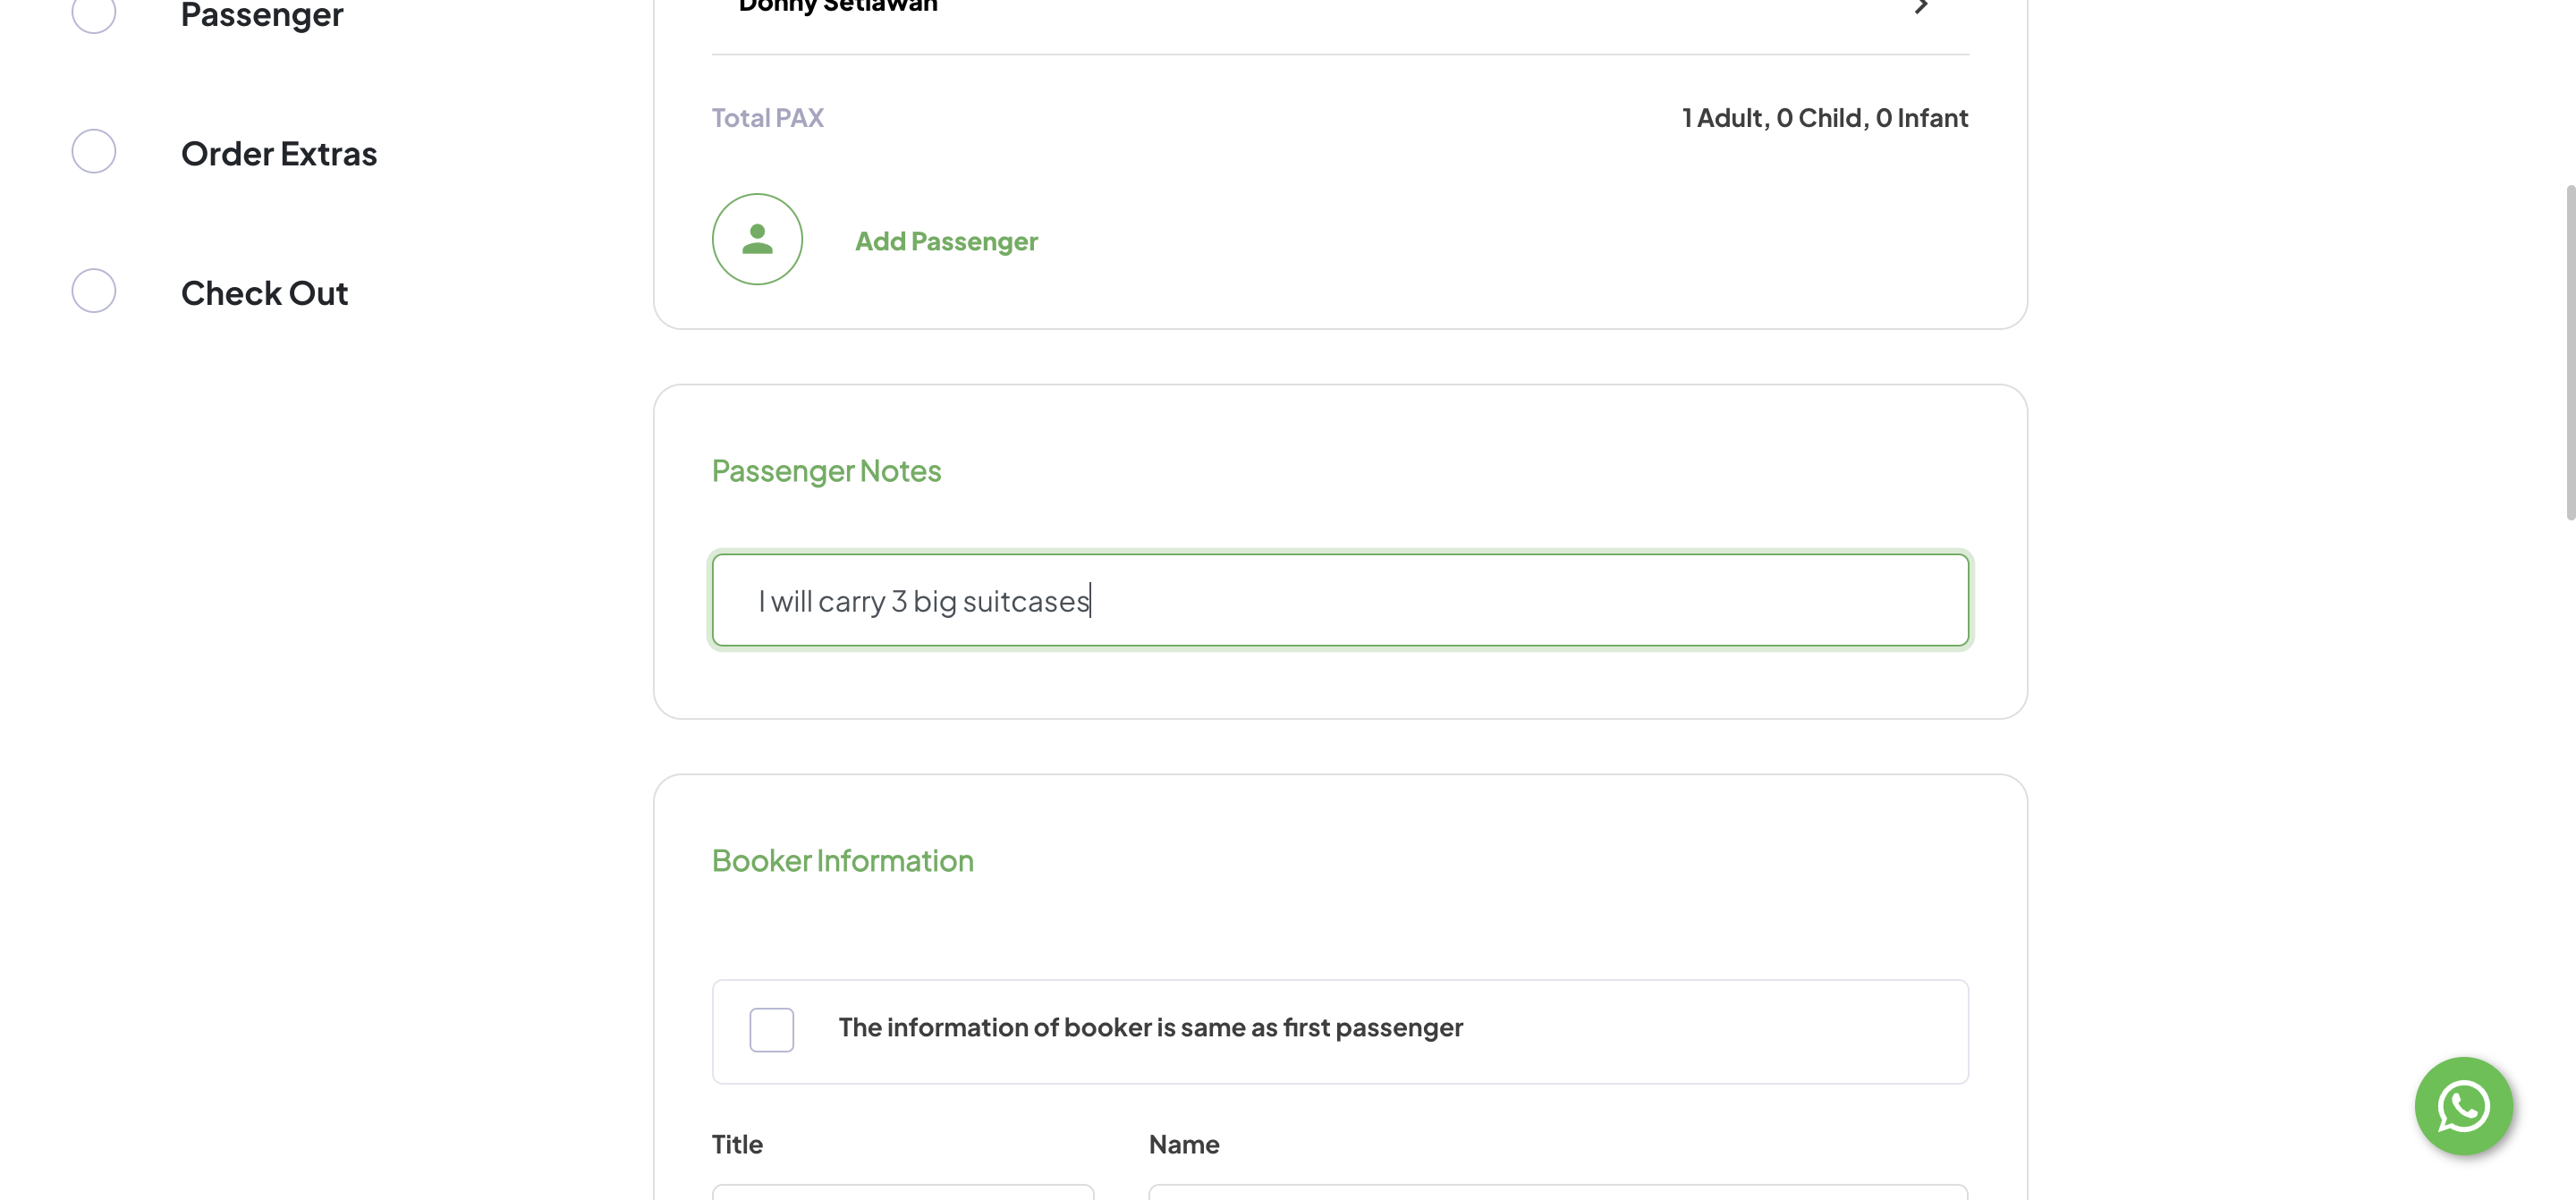 Passenger
Order Extras
Check Out
Donny Setiawan
Total PAX
1 Adult, 0 Child, 0 Infant
Add Passenger
Passenger Notes
I will carry 3 big suitcases
Booker Information
The information of booker is same as first passenger
Title
Name